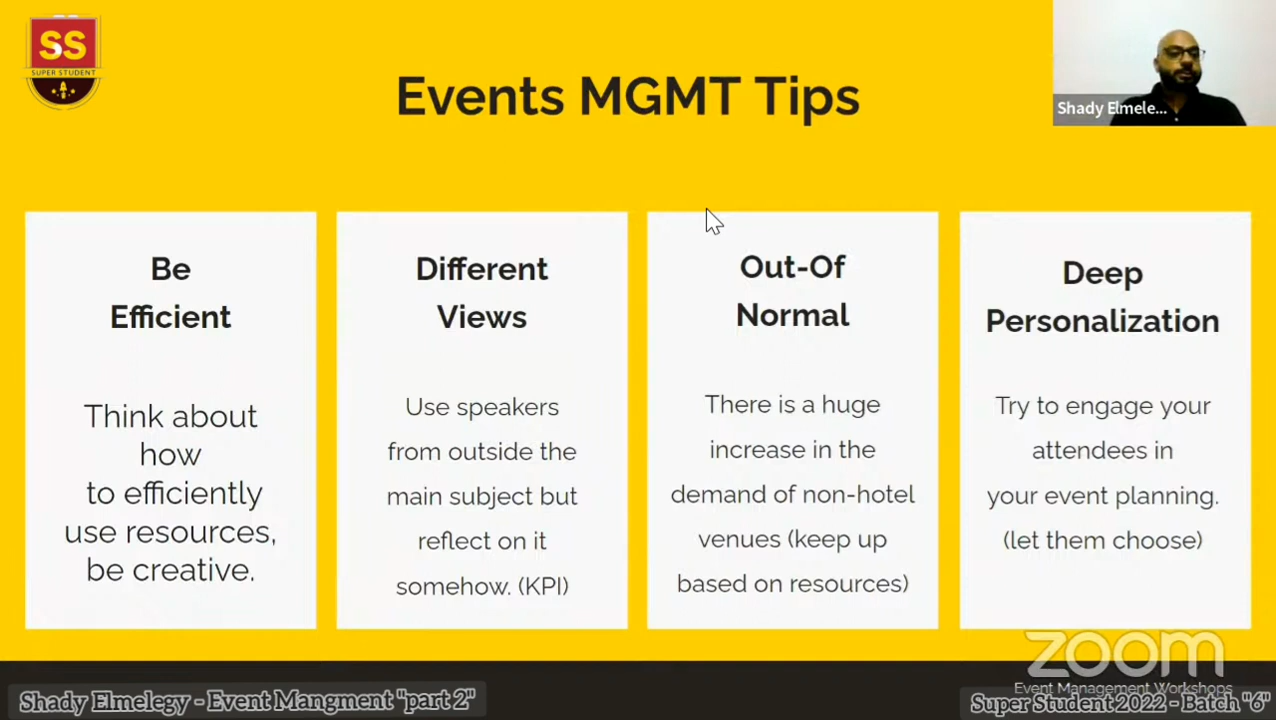 SS
SUPER STUDENT
Events MGMT Tips
Shady Elmele...
Be
Efficient
Think about
how
to efficiently
use resources,
be creative.
Different
Views
Use speakers
from outside the
main subject but
reflect on it
somehow. (KPI)
Out-Of
Normal
There is a huge
increase in the
demand of non-hotel
venues (keep up
based on resources)
Deep
Personalization
Try to engage your
attendees in
your event planning.
(let them choose)
zoom
Event Management Workshops
Shady Elmelegy - Event Mangment "part 2"
Super Student 2022 - Batch "6"